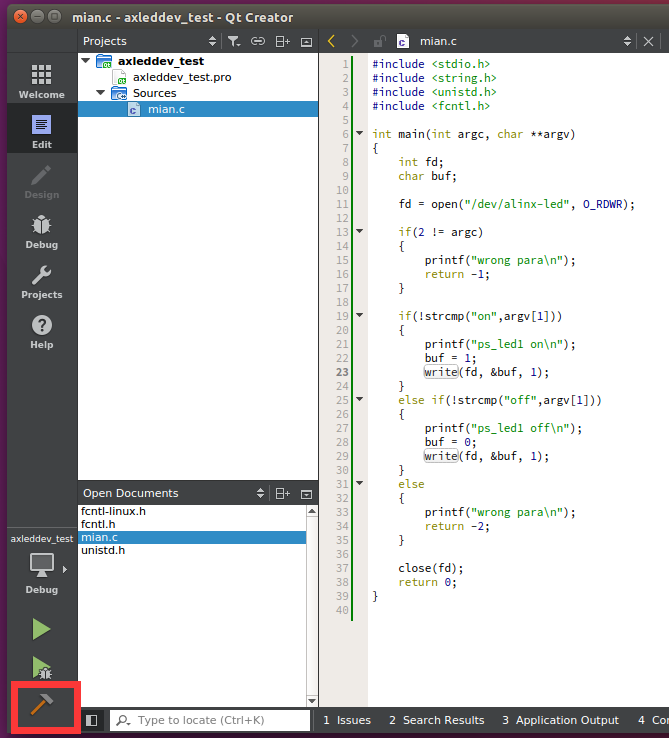 mian.c - axleddev_test - Qt Creator
Projects
mian.c
Welcome
Edit
Design
Debug
Projects
Help
axleddev_test
Debug
axleddev_test
axleddev_test.pro
Sources
mian.c
Open Documents
fcntl-linux.h
fcntl.h
mian.c
unistd.h
1 #include <stdio.h>
2 #include <string.h>
3 #include <unistd.h>
4 #include <fcntl.h>
5
6 int main(int argc, char **argv)
7 {
8     int fd;
9     char buf;
10
11     fd = open("/dev/alinx-led", O_RDWR);
12
13     if(2 != argc)
14     {
15         printf("wrong para\n");
16         return -1;
17     }
18
19     if(!strcmp("on",argv[1]))
20     {
21         printf("ps_led1 on\n");
22         buf = 1;
23         write(fd, &buf, 1);
24     }
25     else if(!strcmp("off",argv[1]))
26     {
27         printf("ps_led1 off\n");
28         buf = 0;
29         write(fd, &buf, 1);
30     }
31     else
32     {
33         printf("wrong para\n");
34         return -2;
35     }
36
37     close(fd);
38     return 0;
39 }
40
Type to locate (Ctrl+K)
1 Issues
2 Search Results
3 Application Output
4 Co